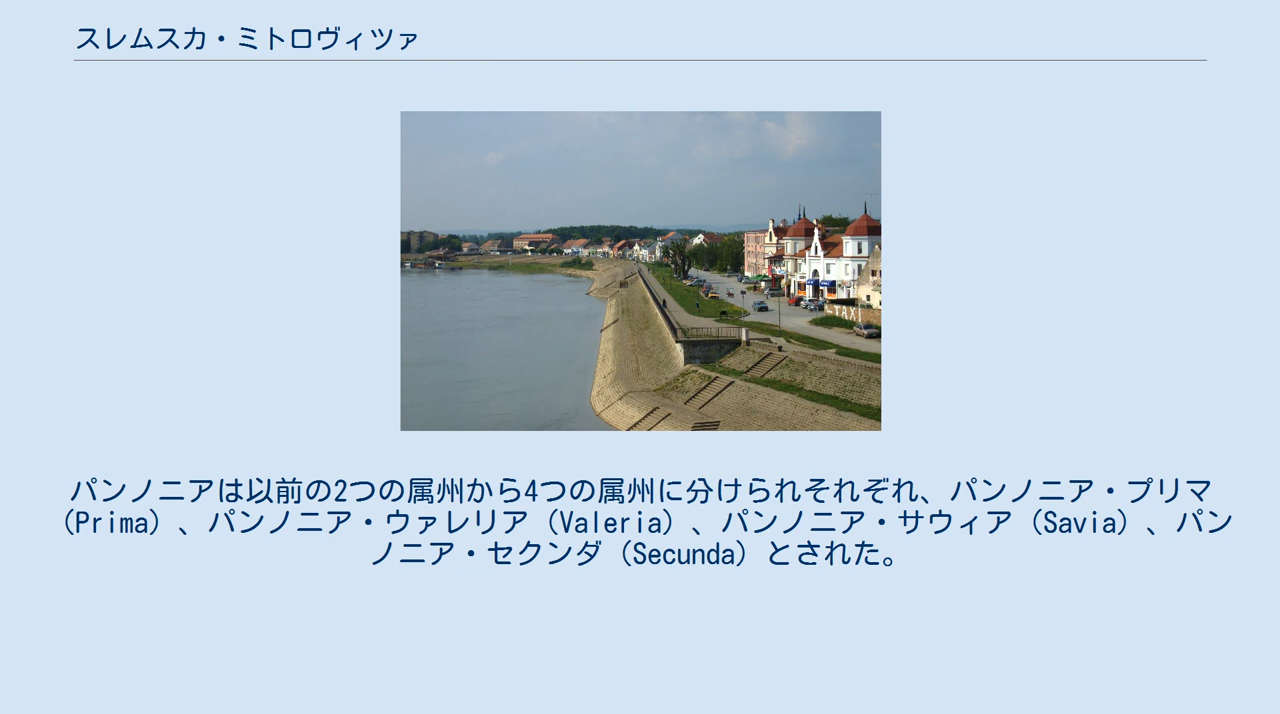 スレムスカ・ミトロヴィツァ
TAXI
パンノニアは以前の2つの属州から4つの属州に分けられそれぞれ、パンノニア・プリマ
（Prima）、パンノニア・ウァレリア（Valeria）、パンノニア・サウィア（Savia）、パン
ノニア・セクンダ（Secunda）とされた。